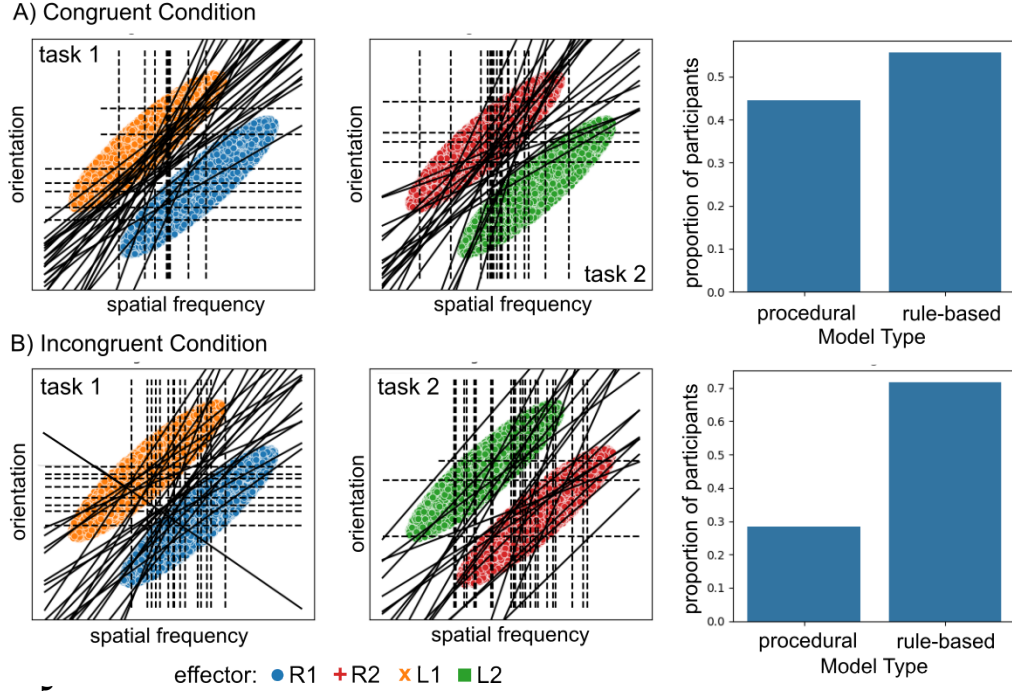 A) Congruent Condition
task 1
orientation
spatial frequency
task 2
orientation
spatial frequency
proportion of participants
0.5
0.4
0.3
0.2
0.1
0.0
procedural rule-based
Model Type
B) Incongruent Condition
task 1
orientation
spatial frequency
task 2
orientation
spatial frequency
proportion of participants
0.7
0.6
0.5
0.4
0.3
0.2
0.1
0.0
procedural rule-based
Model Type
effector: R1 R2 L1 L2